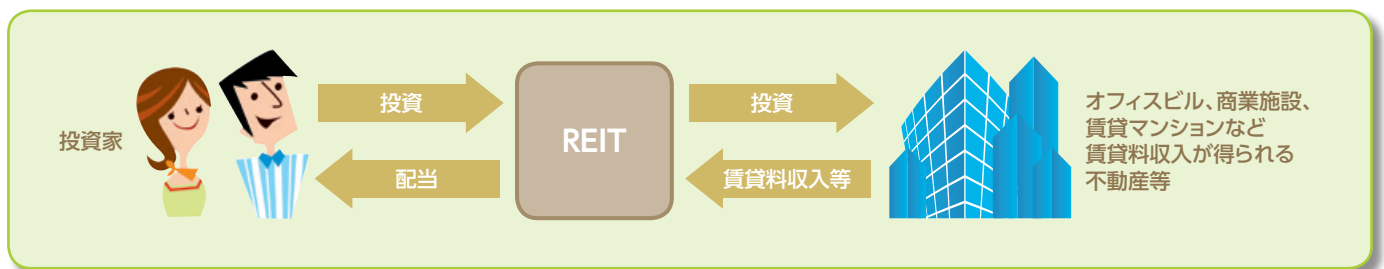 投資家
投資
配当
REIT
投資
賃貸料収入等
オフィスビル、商業施設、
賃貸マンションなど
賃貸料収入が得られる
不動産等